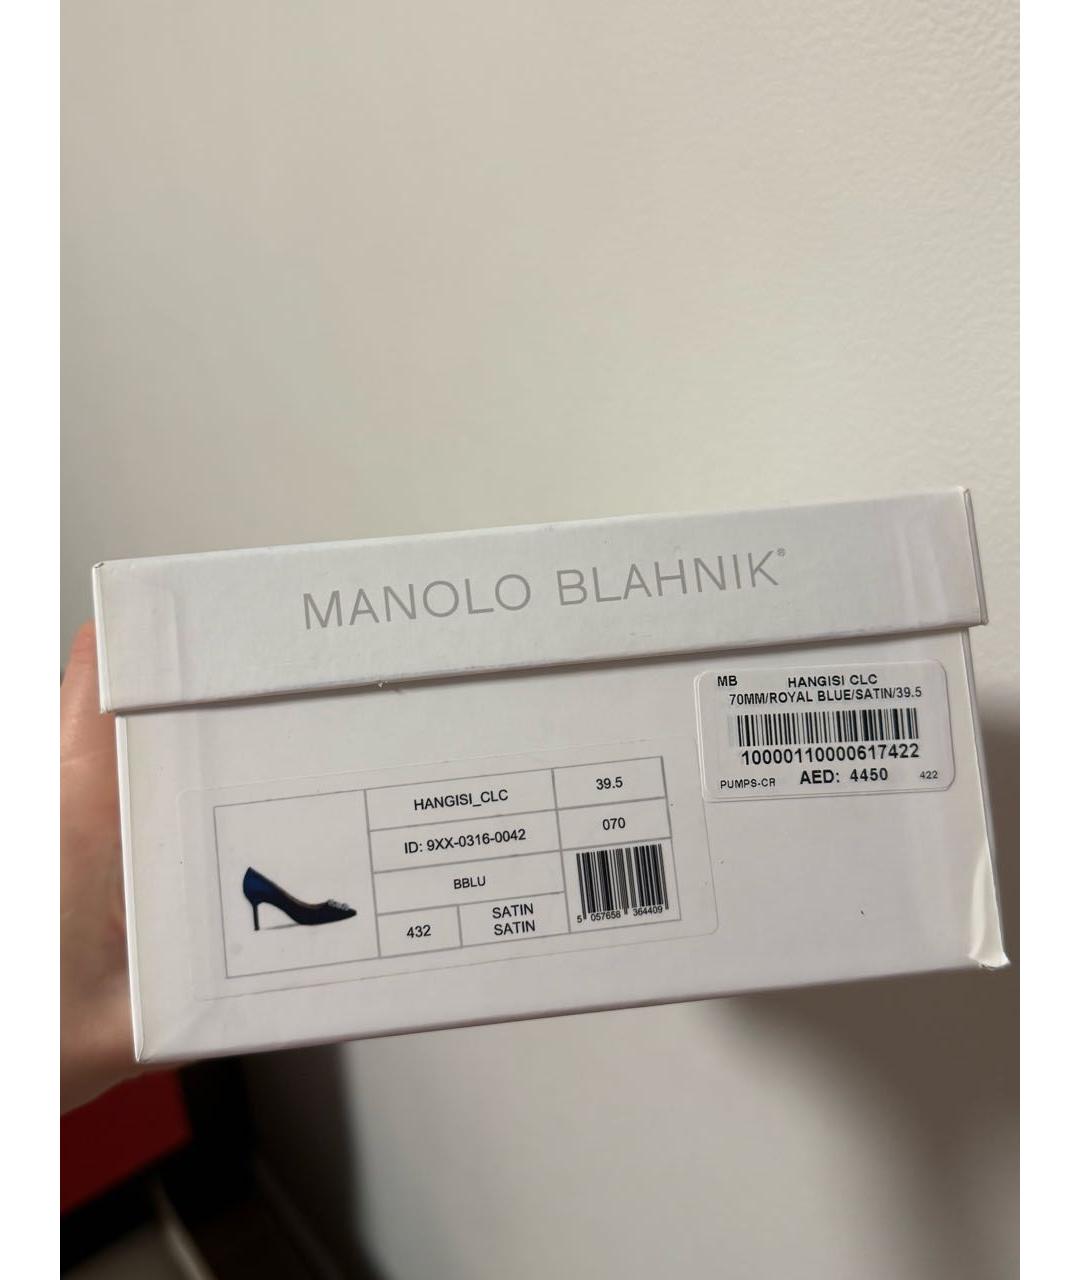 MANOLO BLAHNIK®
MB HANGISI CLC
70MM/ROYAL BLUE/SATIN/39.5
10000110000617422
PUMPS-CR AED: 4450 422
HANGISI_CLC 39.5
ID: 9XX-0316-0042 070
BBLU
432 SATIN
SATIN
5 057658 364409